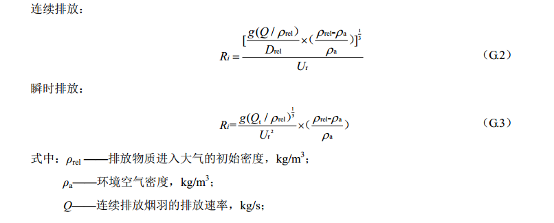 连续排放：
Rᵢ = [g(Q / ρrel)/Drel × (ρrel-ρa)/ρa]^(1/3) / Ur （G.2）
瞬时排放：
Rᵢ= g(Qt / ρrel)^(1/3) / Ur² × ((ρrel-ρa)/ρa) （G.3）
式中：ρrel ——排放物质进入大气的初始密度，kg/m³；
ρa——环境空气密度，kg/m³；
Q——连续排放烟羽的排放速率，kg/s；